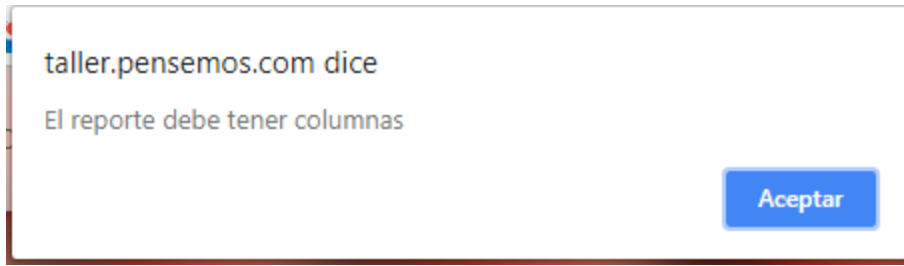 taller.pensemos.com dice
El reporte debe tener columnas
Aceptar